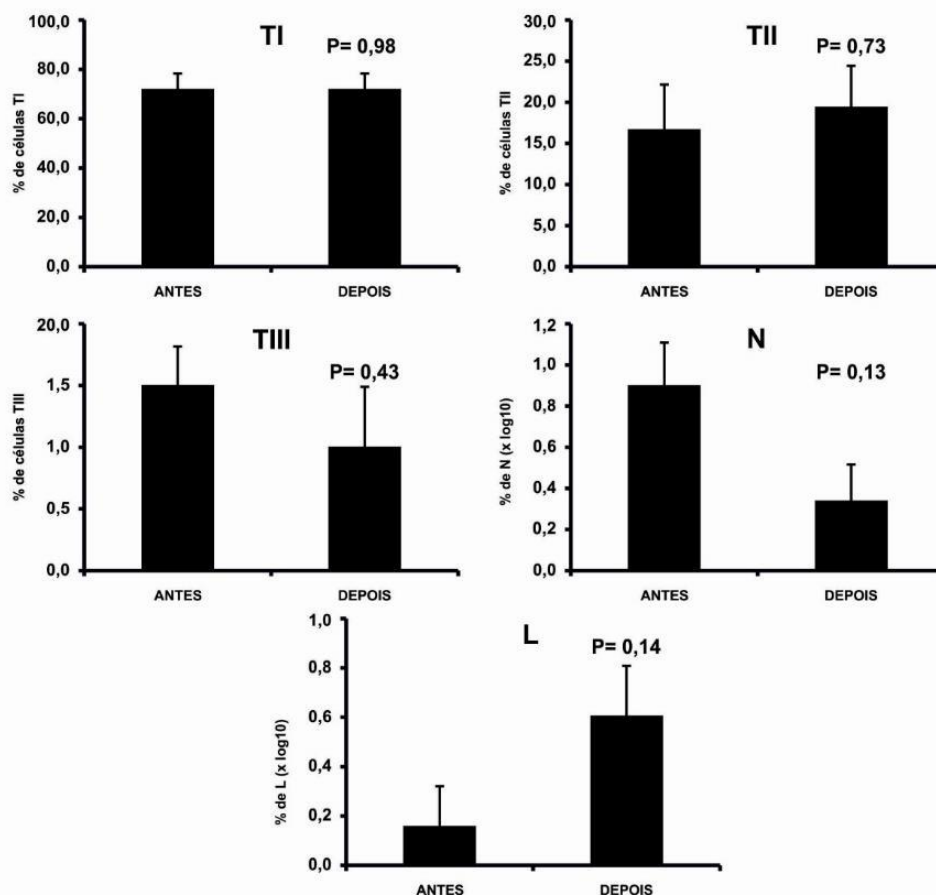 TI
P= 0,98
% de células TI
100,0
80,0
60,0
40,0
20,0
0,0
ANTES
DEPOIS
TII
P= 0,73
% de células TII
30,0
25,0
20,0
15,0
10,0
5,0
0,0
ANTES
DEPOIS
TIII
P= 0,43
% de células TIII
20,0
1,5
1,0
0,5
0,0
ANTES
DEPOIS
N
P= 0,13
% de N (x log10)
1,2
1,0
0,8
0,6
0,4
0,2
0,0
ANTES
DEPOIS
L
P= 0,14
% de L (x log10)
1,0
0,8
0,6
0,4
0,2
0,0
ANTES
DEPOIS